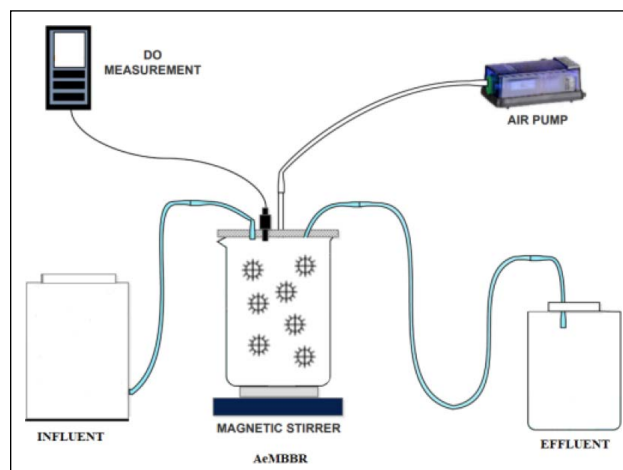 DO
MEASUREMENT
AIR PUMP
INFLUENT
MAGNETIC STIRRER
AeMBBR
EFFLUENT